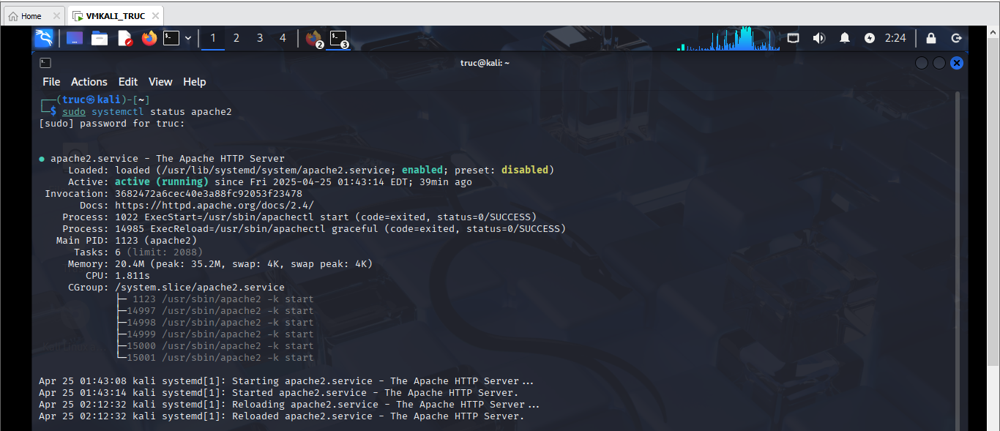 Home
VMKALI_TRUC
1 2 3 4
2
3
2:24
truc@kali: ~
File Actions Edit View Help
┌──(truc㉿kali)-[~]
└─$ sudo systemctl status apache2
[sudo] password for truc:
● apache2.service - The Apache HTTP Server
Loaded: loaded (/usr/lib/systemd/system/apache2.service; enabled; preset: disabled)
Active: active (running) since Fri 2025-04-25 01:43:14 EDT; 39min ago
Invocation: 3682472a6cec40e3a88fc92053f23478
Docs: https://httpd.apache.org/docs/2.4/
Process: 1022 ExecStart=/usr/sbin/apachectl start (code=exited, status=0/SUCCESS)
Process: 14985 ExecReload=/usr/sbin/apachectl graceful (code=exited, status=0/SUCCESS)
Main PID: 1123 (apache2)
Tasks: 6 (limit: 2088)
Memory: 20.4M (peak: 35.2M, swap: 4K, swap peak: 4K)
CPU: 1.811s
CGroup: /system.slice/apache2.service
├─ 1123 /usr/sbin/apache2 -k start
├─14997 /usr/sbin/apache2 -k start
├─14998 /usr/sbin/apache2 -k start
├─14999 /usr/sbin/apache2 -k start
├─15000 /usr/sbin/apache2 -k start
└─15001 /usr/sbin/apache2 -k start
Apr 25 01:43:08 kali systemd[1]: Starting apache2.service - The Apache HTTP Server...
Apr 25 01:43:14 kali systemd[1]: Started apache2.service - The Apache HTTP Server.
Apr 25 02:12:32 kali systemd[1]: Reloading apache2.service - The Apache HTTP Server...
Apr 25 02:12:32 kali systemd[1]: Reloaded apache2.service - The Apache HTTP Server.